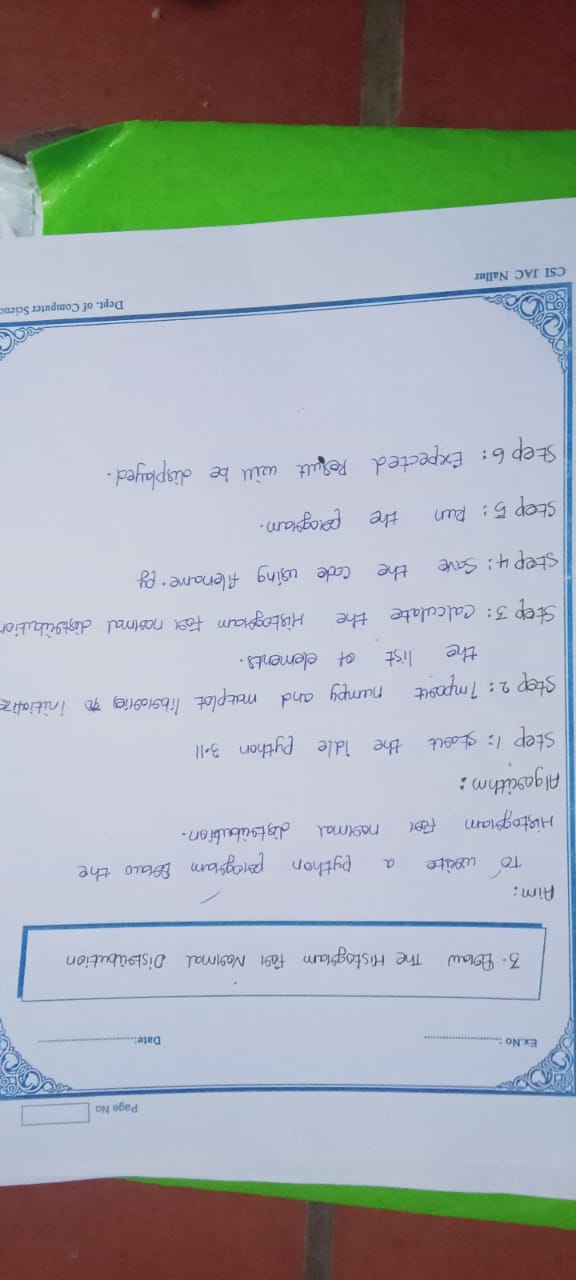 Page No
Ex.No : Date:
3. Draw The Histogram For Normal Distribution
Aim:
To write a python program Draw the
Histogram for normal distribution.
Algorithm:
Step 1: Start the Idle python 3.11
Step 2: Import numpy and matplot libraries to initialize
the list of elements.
Step 3: Calculate the Histogram for normal distribution
Step 4: Save the code using filename.py
Step 5: Run the program.
Step 6: Expected Result will be displayed.
CSI JAC Nallur Dept. of Computer Scienc